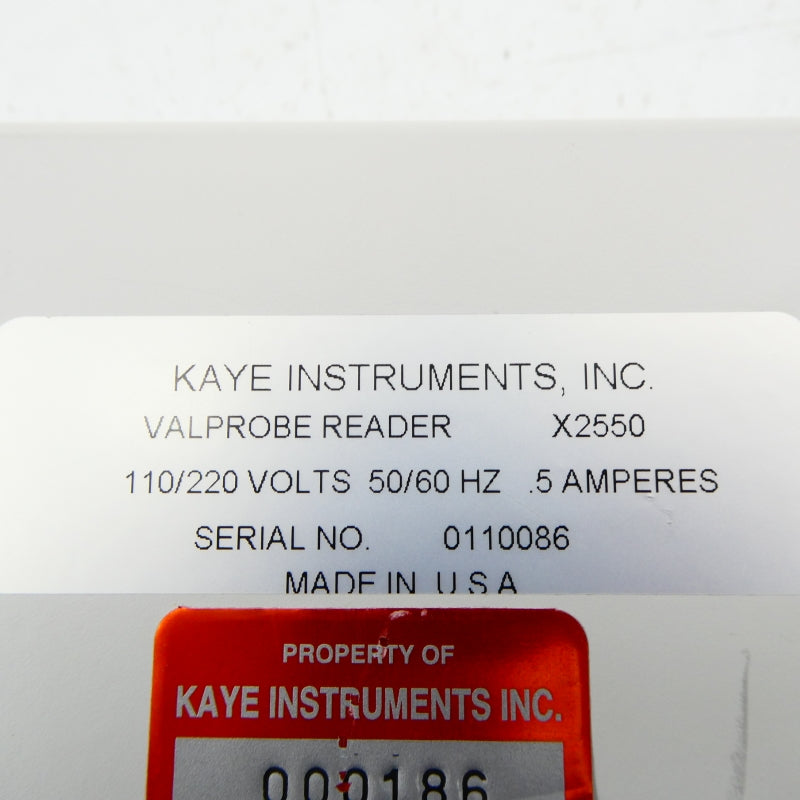 KAYE INSTRUMENTS, INC.
VALPROBE READER X2550
110/220 VOLTS 50/60 HZ .5 AMPERES
SERIAL NO. 0110086
MADE IN U.S.A
PROPERTY OF
KAYE INSTRUMENTS INC.
000186